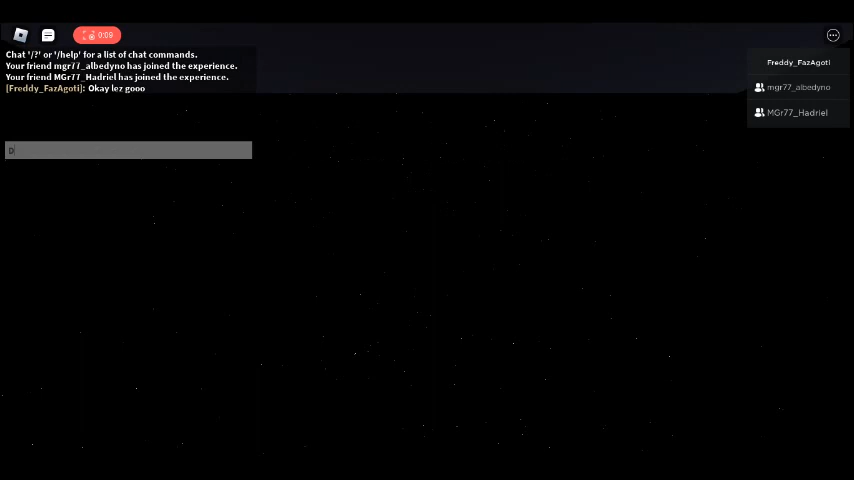 0:09
Chat '/?' or '/help' for a list of chat commands.
Your friend mgr77_albedyno has joined the experience.
Your friend MGr77_Hadriel has joined the experience.
[Freddy_FazAgoti]: Okay lez gooo
D
Freddy_FazAgoti
mgr77_albedyno
MGr77_Hadriel